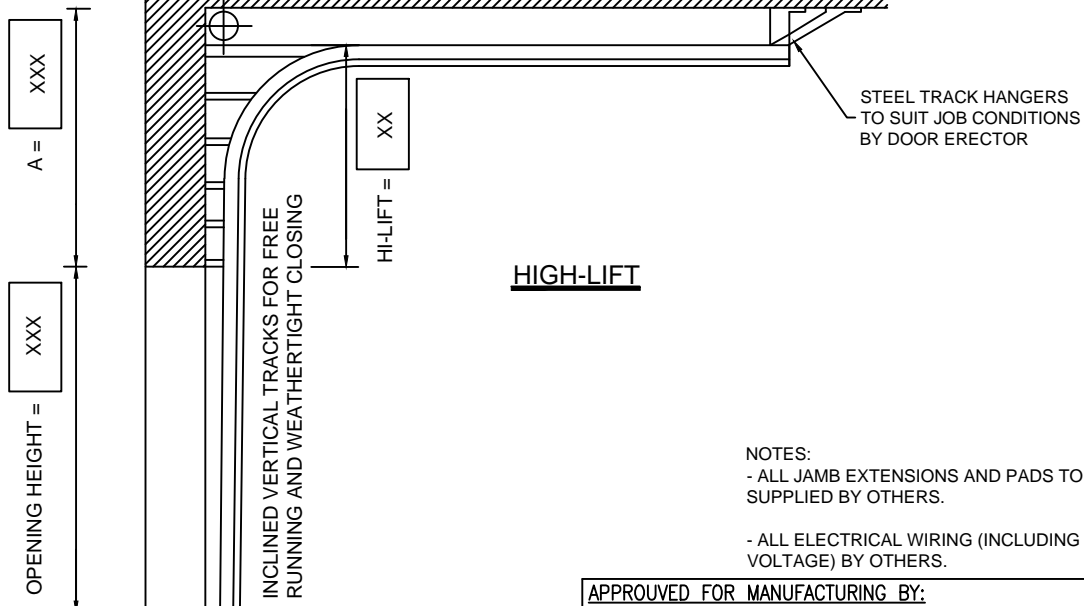 XXX
A =
STEEL TRACK HANGERS
TO SUIT JOB CONDITIONS
BY DOOR ERECTOR
XX
HI-LIFT =
INCLINED VERTICAL TRACKS FOR FREE
RUNNING AND WEATHERTIGHT CLOSING
HIGH-LIFT
XXX
OPENING HEIGHT =
NOTES:
- ALL JAMB EXTENSIONS AND PADS TO
SUPPLIED BY OTHERS.
- ALL ELECTRICAL WIRING (INCLUDING
VOLTAGE) BY OTHERS.
APPROUVED FOR MANUFACTURING BY: